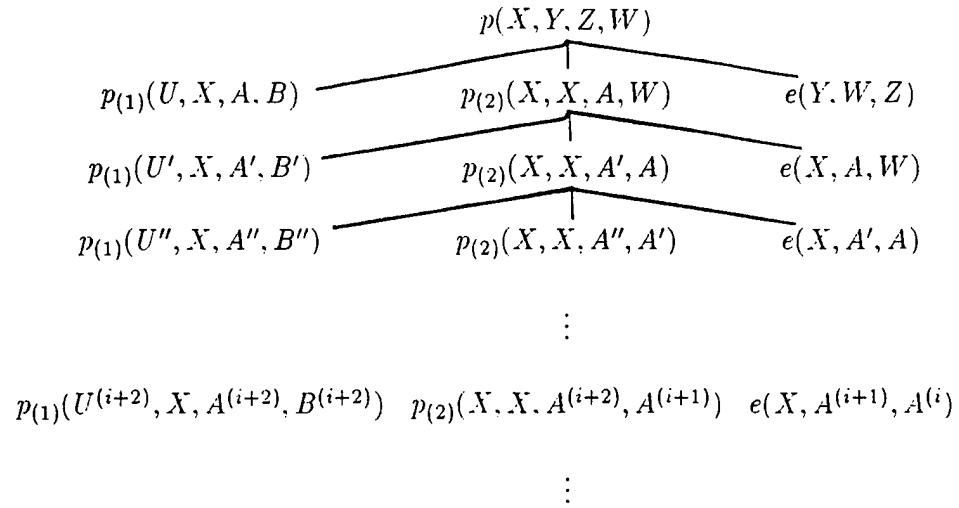 p(X, Y, Z, W)
p_{(1)}(U, X, A, B) p_{(2)}(X, X, A, W) e(Y, W, Z)
p_{(1)}(U', X, A', B') p_{(2)}(X, X, A', A) e(X, A, W)
p_{(1)}(U'', X, A'', B'') p_{(2)}(X, X, A'', A') e(X, A', A)
⋮
p_{(1)}(U^{(i+2)}, X, A^{(i+2)}, B^{(i+2)}) p_{(2)}(X, X, A^{(i+2)}, A^{(i+1)}) e(X, A^{(i+1)}, A^{(i)})
⋮